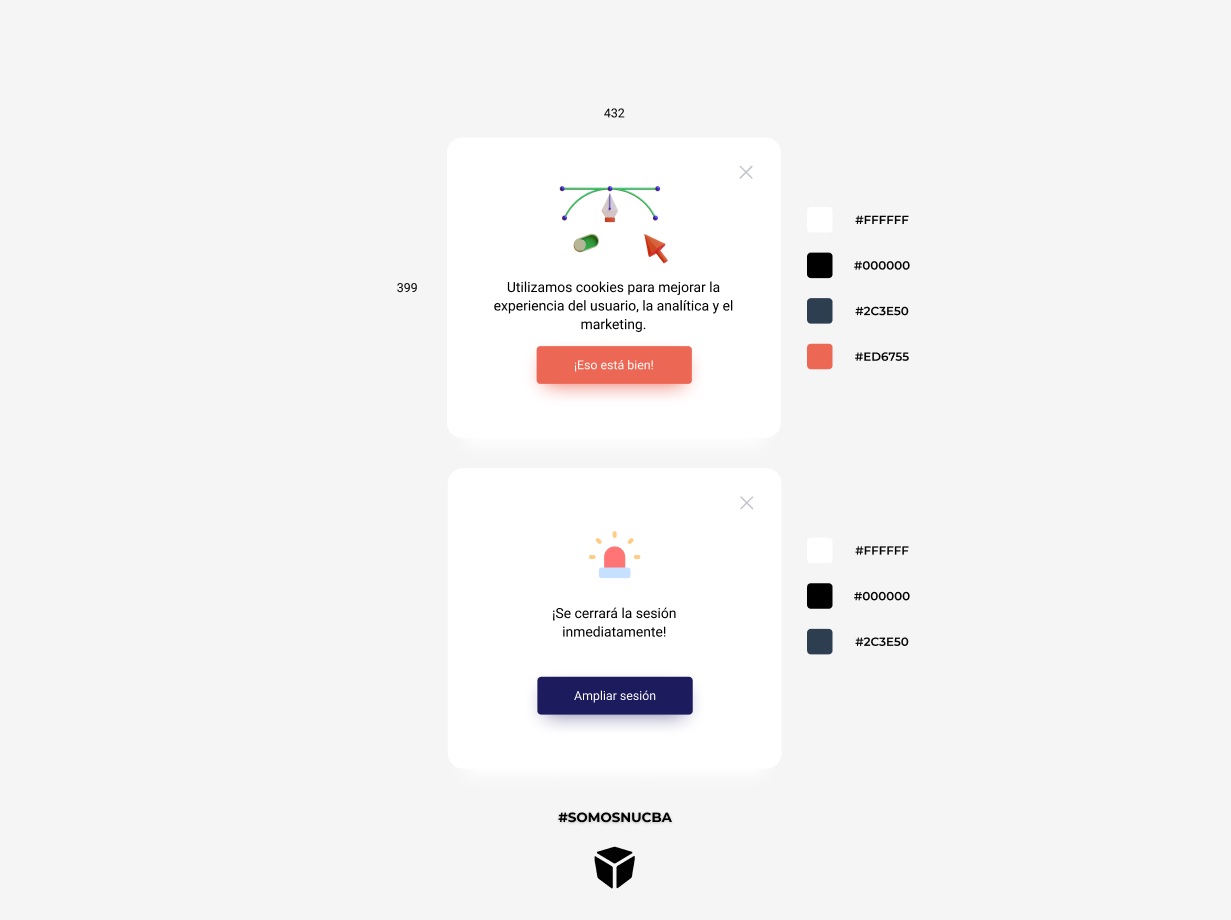 432
399
Utilizamos cookies para mejorar la
experiencia del usuario, la analítica y el
marketing.
¡Eso está bien!
#FFFFFF
#000000
#2C3E50
#ED6755
¡Se cerrará la sesión
inmediatamente!
Ampliar sesión
#FFFFFF
#000000
#2C3E50
#SOMOSNUCBA